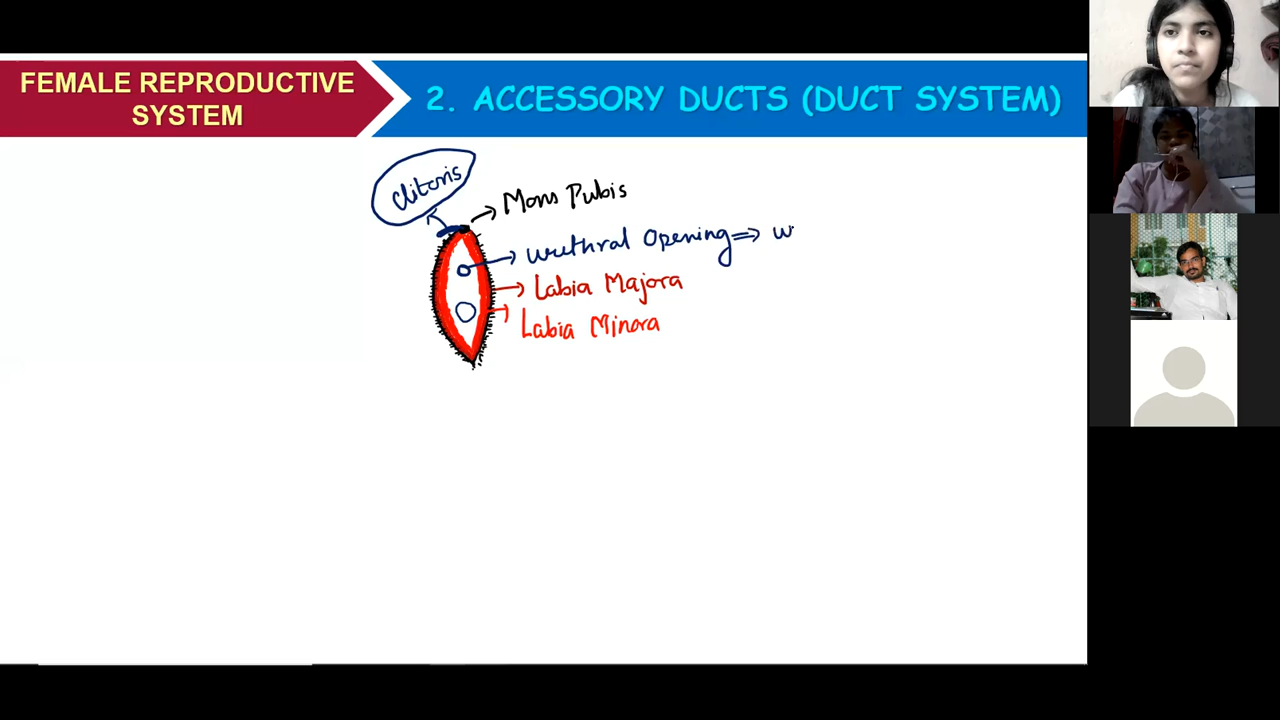 FEMALE REPRODUCTIVE
SYSTEM
2. ACCESSORY DUCTS (DUCT SYSTEM)
clitoris
Mons Pubis
urethral Opening => u
Labia Majora
Labia Minora